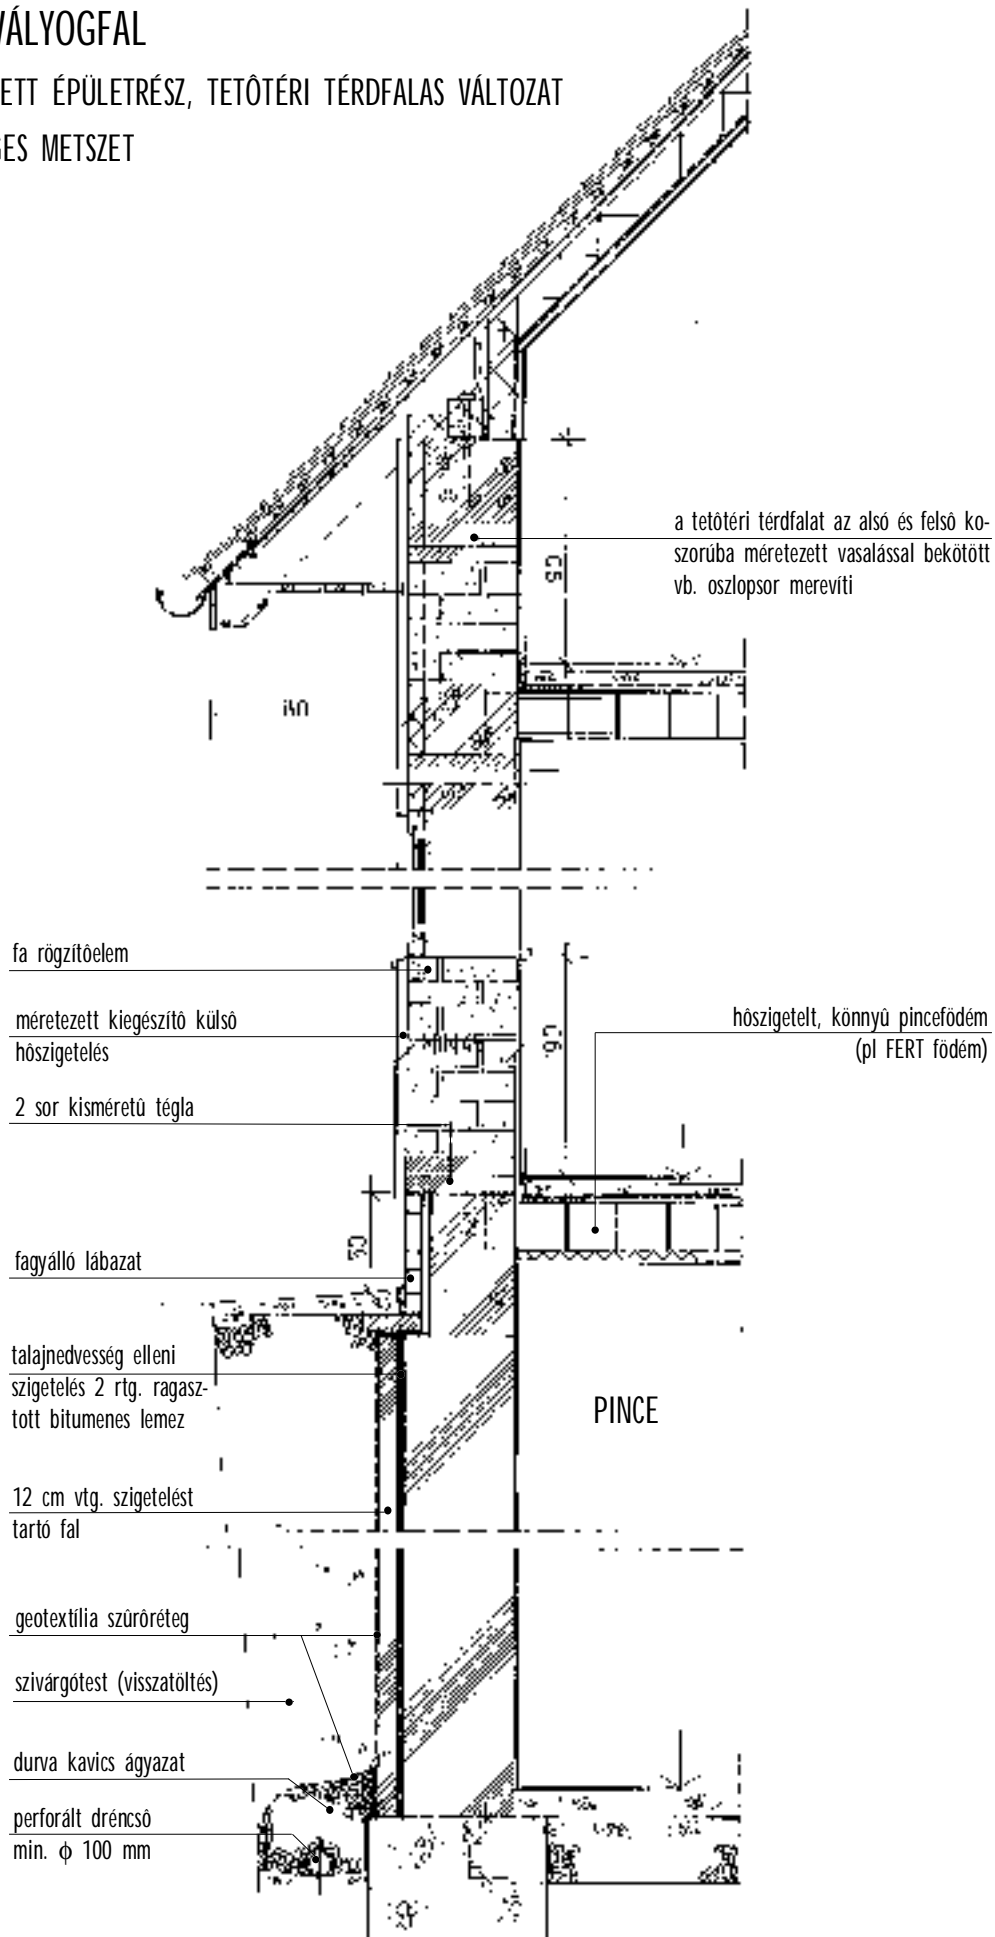 VÁLYOGFAL
ETT ÉPÜLETRÉSZ, TETÔTÉRI TÉRDFALAS VÁLTOZAT
GES METSZET
a tetôtéri térdfalat az alsó és felsô ko-
szorúba méretezett vasalással bekötött
vb. oszlopsor merevíti
fa rögzítôelem
méretezett kiegészítô külsô
hôszigetelés
hôszigetelt, könnyû pincefödém
(pl FERT födém)
2 sor kisméretû tégla
fagyálló lábazat
talajnedvesség elleni
szigetelés 2 rtg. ragasz-
tott bitumenes lemez
PINCE
12 cm vtg. szigetelést
tartó fal
geotextília szûrôréteg
szivárgótest (visszatöltés)
durva kavics ágyazat
perforált dréncsô
min. ϕ 100 mm